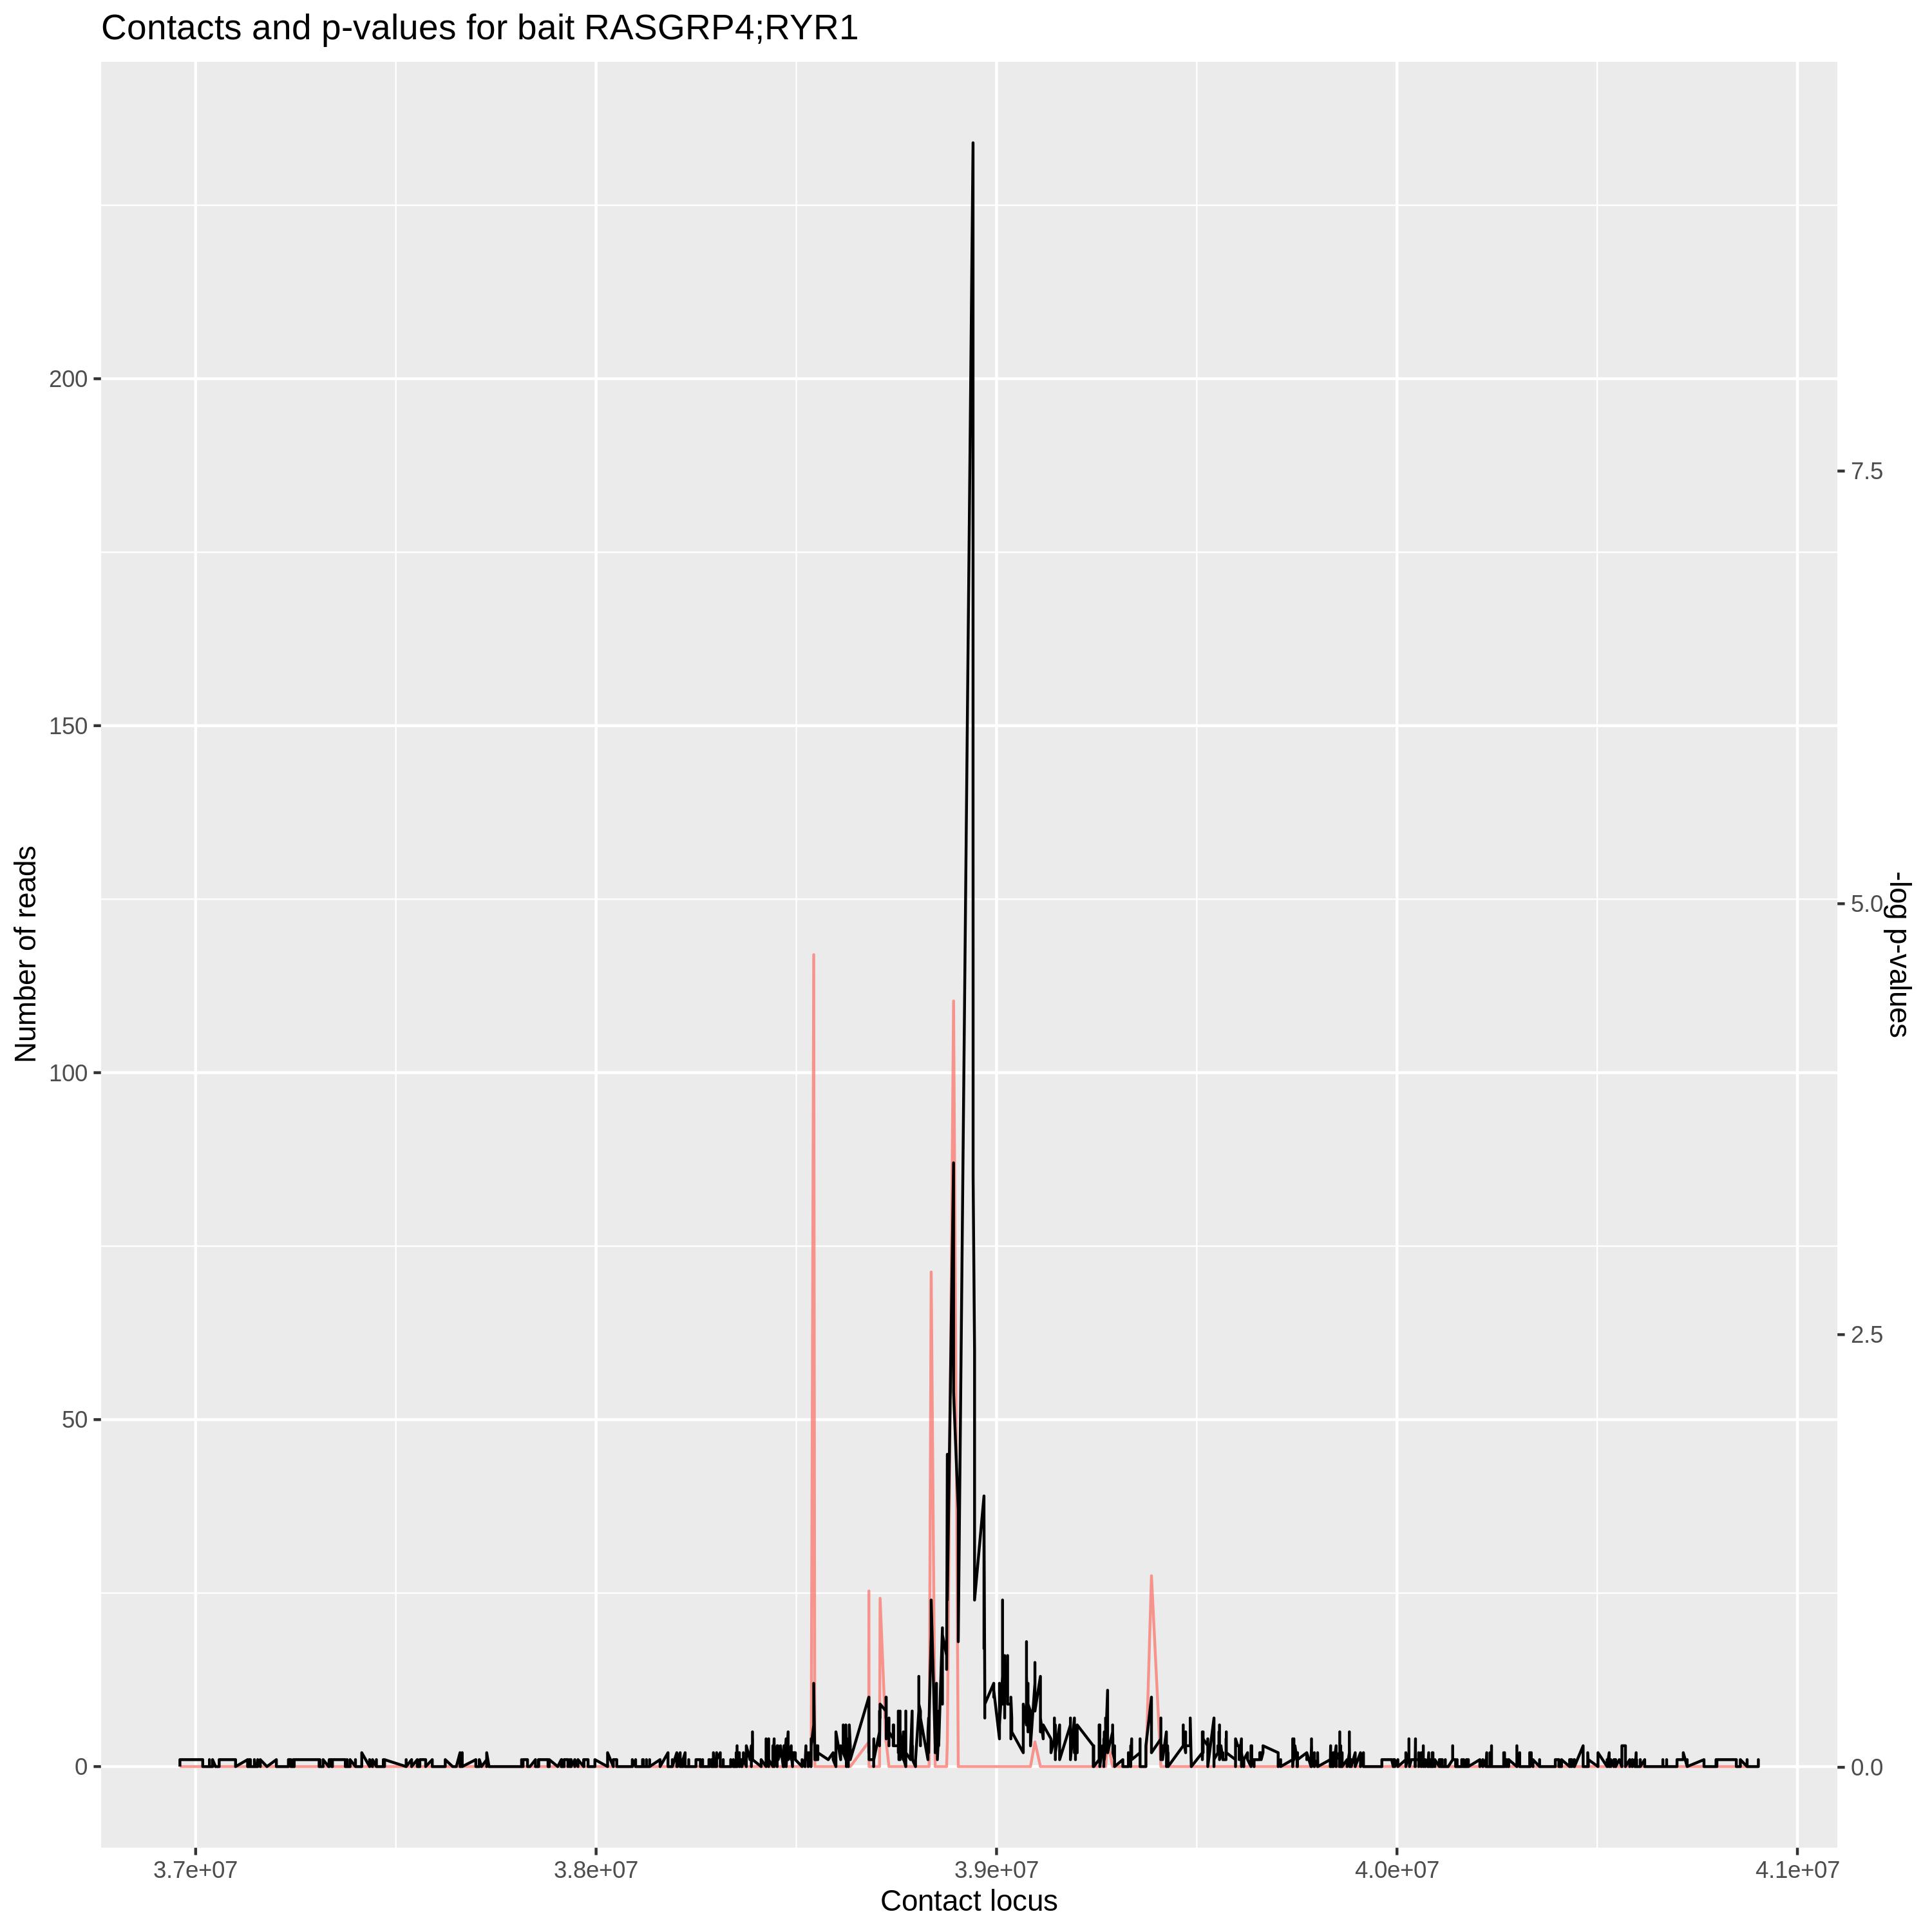 Contacts and p-values for bait RASGRP4;RYR1
200
150
100
50
0
Number of reads
7.5
5.0
2.5
0.0
-log p-values
3.7e+07 3.8e+07 3.9e+07 4.0e+07 4.1e+07
Contact locus